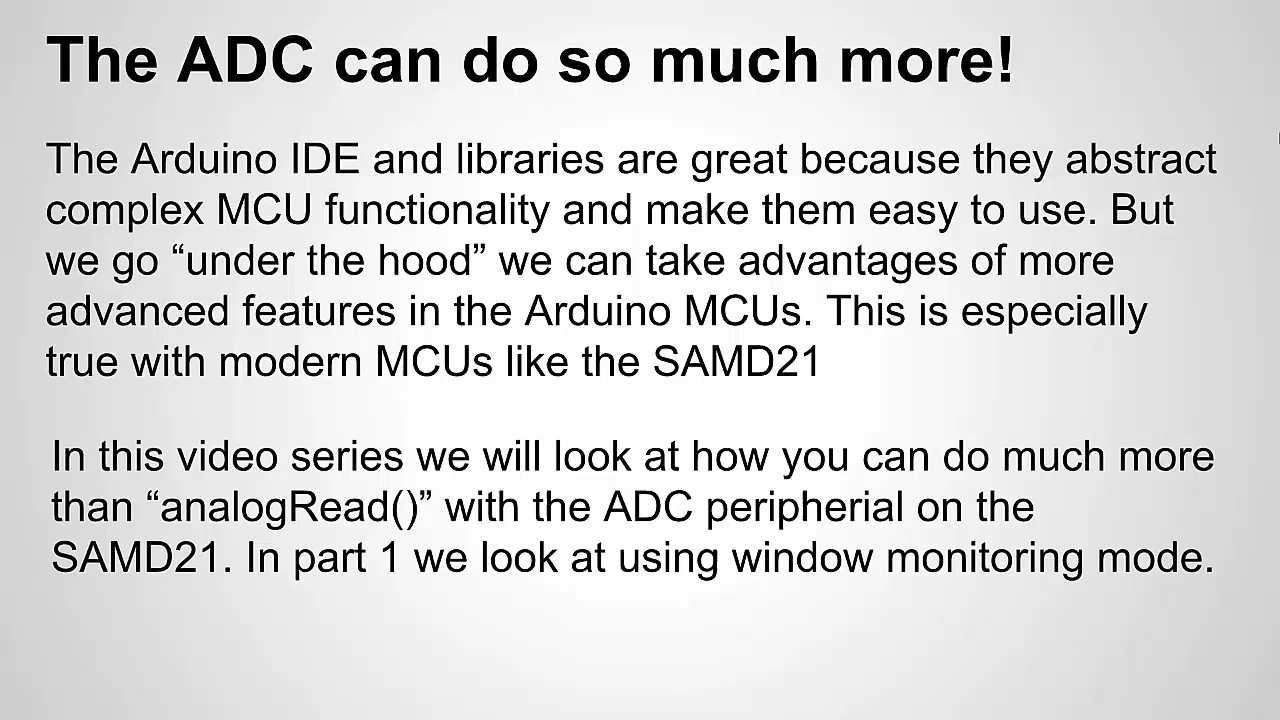 The ADC can do so much more!
The Arduino IDE and libraries are great because they abstract
complex MCU functionality and make them easy to use. But
we go “under the hood” we can take advantages of more
advanced features in the Arduino MCUs. This is especially
true with modern MCUs like the SAMD21
In this video series we will look at how you can do much more
than “analogRead()” with the ADC peripherial on the
SAMD21. In part 1 we look at using window monitoring mode.